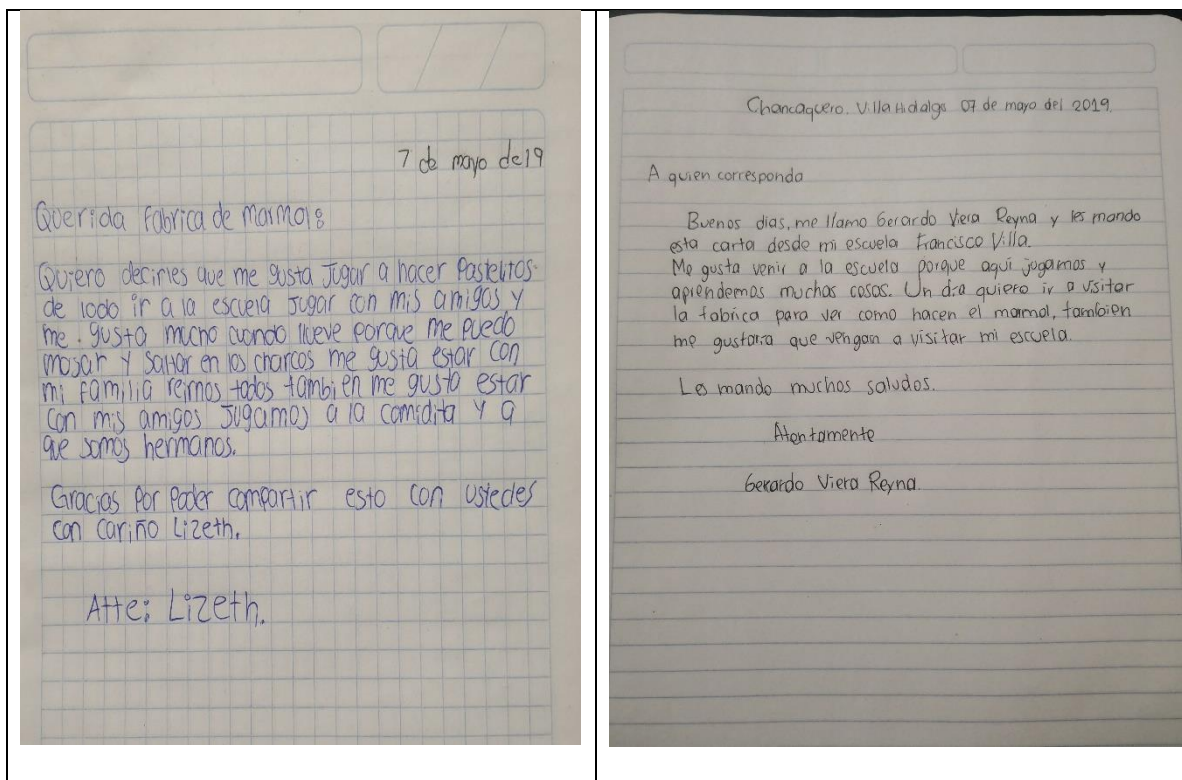 7 de mayo de 19
Querida Fabrica de marmol:
Quiero decirles que me gusta Jugar a hacer Pastelitos
de lodo ir a la escuela Jugar con mis amigos y
me gusta mucho cuando llueve porque me puedo
mojar y saltar en los charcos me gusta estar con
mi familia reimos todos tambien me gusta estar
con mis amigos Jugamos a la comidita y a
que somos hermanos.
Gracias por poder compartir esto con ustedes
con cariño Lizeth.
Atte: Lizeth.
Chancaquero. Villa Hidalgo 07 de mayo del 2019.
A quien corresponda
Buenos dias, me llamo Gerardo Viera Reyna y les mando
esta carta desde mi escuela Francisco Villa.
Me gusta venir a la escuela porque aquí jogamos y
aprendemos muchas cosas. Un dia quiero ir a visitar
la fabrica para ver como hacen el marmol, tambien
me gustaria que vengan a visitar mi escuela.
Les mando muchos saludos.
Atentamente
Gerardo Viera Reyna.